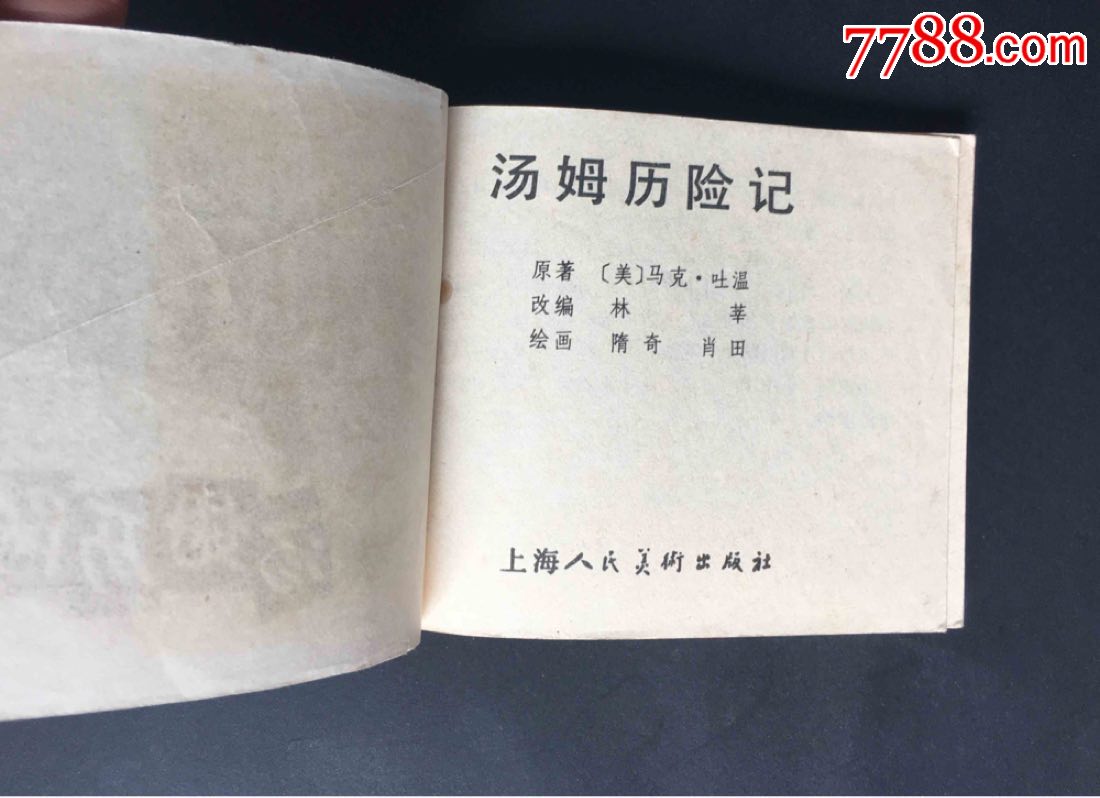 7788.com
汤姆历险记
原著 〔美〕马克·吐温
改编 林 莘
绘画 隋奇 肖田
上海人民美術出版社